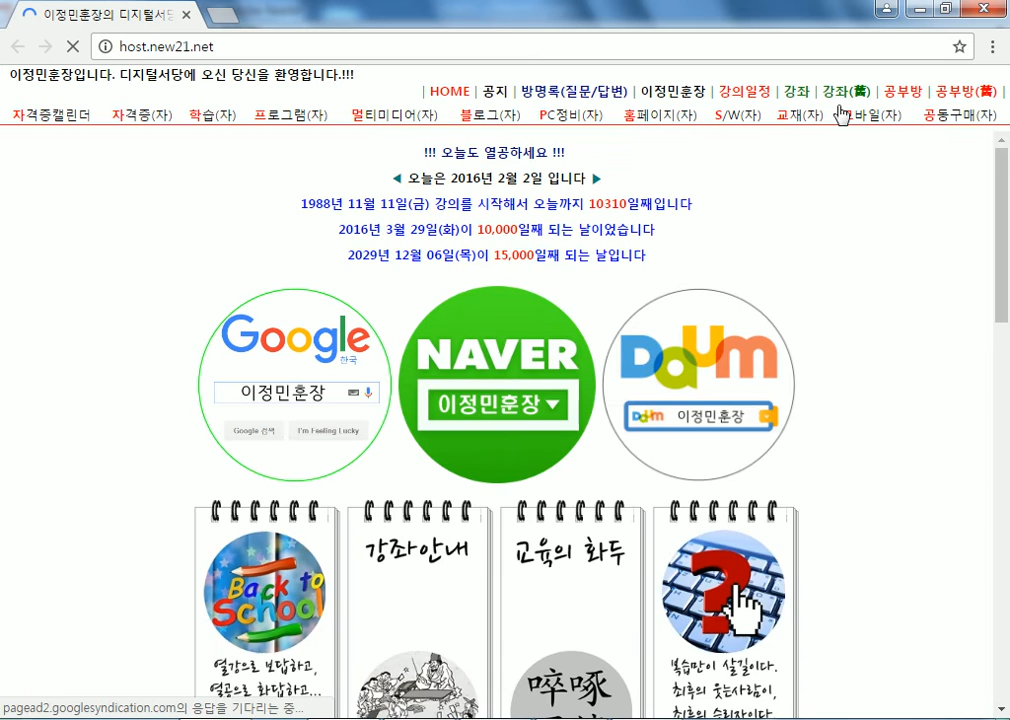 이정민훈장의 디지털서당
host.new21.net
이정민훈장입니다. 디지털서당에 오신 당신을 환영합니다.!!!
| HOME | 공지 | 방명록(질문/답변) | 이정민훈장 | 강의일정 | 강좌 | 강좌(舊) | 공부방 | 공부방(舊) |
자격증캘린더 자격증(자) 학습(자) 프로그램(자) 멀티미디어(자) 블로그(자) PC정비(자) 홈페이지(자) S/W(자) 교재(자) 바일(자) 공동구매(자)
!!! 오늘도 열공하세요 !!!
◀ 오늘은 2016년 2월 2일 입니다 ▶
1988년 11월 11일(금) 강의를 시작해서 오늘까지 10310일째입니다
2016년 3월 29일(화)이 10,000일째 되는 날이었습니다
2029년 12월 06일(목)이 15,000일째 되는 날입니다
Google
한국
이정민훈장
Google 검색 I'm Feeling Lucky
NAVER
이정민훈장
Daum
Daum 이정민훈장
Back to
School
열강으로 보답하고,
열공으로 화답하고...
강좌안내
교육의 화두
啐啄
?
복습만이 살길이다.
최후의 웃는사람이,
최후의 승리자이다.
pagead2.googlesyndication.com의 응답을 기다리는 중...